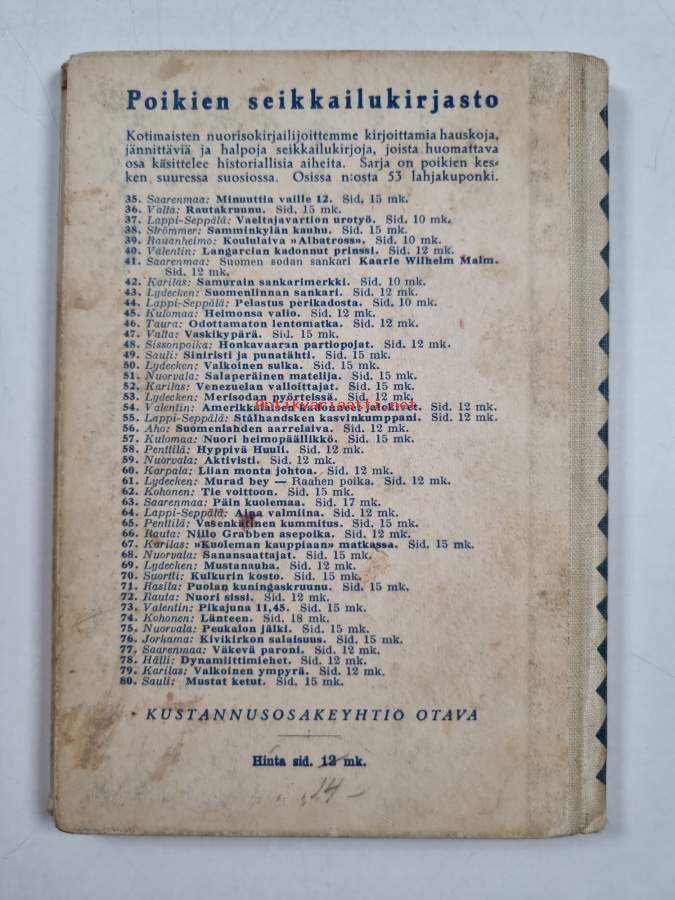 Poikien seikkailukirjasto
Kotimaisten nuorisokirjailijoittemme kirjoittamia hauskoja,
jännittäviä ja halpoja seikkailukirjoja, joista huomattava
osa käsittelee historiallisia aiheita. Sarja on poikien kes-
ken suuressa suosiossa. Osissa n:osta 53 lahjakuponki.
35. Saarenmaa: Minuuttia vaille 12. Sid. 15 mk.
36. Valta: Rautakruunu. Sid. 15 mk.
37. Lappi-Seppälä: Vaeltajavartion urotyö. Sid. 10 mk.
38. Strömmer: Samminkylän kauhu. Sid. 15 mk.
39. Rauanheimo: Koululaiva »Albatross». Sid. 10 mk.
40. Valentin: Langarcian kadonnut prinssi. Sid. 12 mk.
41. Saarenmaa: Suomen sodan sankari Kaarle Wilhelm Malm.
Sid. 12 mk.
42. Karilas: Samurain sankarimerkki. Sid. 10 mk.
43. Lydecken: Suomenlinnan sankari. Sid. 12 mk.
44. Lappi-Seppälä: Pelastus perikadosta. Sid. 10 mk.
45. Kulomaa: Heimonsa valio. Sid. 12 mk.
46. Taura: Odottamaton lentomatka. Sid. 12 mk.
47. Valta: Vaskikypärä. Sid. 15 mk.
48. Sissonpoika: Honkavaaran partiopojat. Sid. 12 mk.
49. Sauli: Siniristi ja punatähti. Sid. 15 mk.
50. Lydecken: Valkoinen sulka. Sid. 15 mk.
51. Nuorvala: Salaperäinen matelija. Sid. 15 mk.
52. Karilas: Venezuelan valloittajat. Sid. 10 mk.
53. Lydecken: Merisodan pyörteissä. Sid. 12 mk.
antikvariaatti.net
54. Valentin: Amerikkalaisen kadonneet jalokivet. Sid. 12 mk.
55. Lappi-Seppälä: Stålhandsken kasvinkumppani. Sid. 12 mk.
56. Aho: Suomenlahden aarrelaiva. Sid. 12 mk.
57. Kulomaa: Nuori heimopäällikkö. Sid. 15 mk.
58. Penttilä: Hyppivä Huuli. Sid. 12 mk.
59. Nuorvala: Aktivisti. Sid. 12 mk.
60. Karpala: Liian monta johtoa. Sid. 12 mk.
61. Lydecken: Murad bey — Raahen poika. Sid. 12 mk.
62. Kohonen: Tie voittoon. Sid. 15 mk.
63. Saarenmaa: Päin kuolemaa. Sid. 17 mk.
64. Lappi-Seppälä: Aina valmiina. Sid. 12 mk.
65. Penttilä: Vasenkätinen kummitus. Sid. 15 mk.
66. Rauta: Niilo Grabben asepoika. Sid. 12 mk.
67. Karilas: »Kuoleman kauppiaan» matkassa. Sid. 15 mk.
68. Nuorvala: Sanansaattajat. Sid. 15 mk.
69. Lydecken: Mustanauha. Sid. 12 mk.
70. Suortti: Kulkurin kosto. Sid. 15 mk.
71. Rasila: Puolan kuningaskruunu. Sid. 15 mk.
72. Rauta: Nuori sissi. Sid. 12 mk.
73. Valentin: Pikajuna 11,45. Sid. 15 mk.
74. Kohonen: Länteen. Sid. 18 mk.
75. Nuorvala: Peukalon jälki. Sid. 15 mk.
76. Jorkama: Kivikirkon salaisuus. Sid. 15 mk.
77. Saarenmaa: Väkevä paroni. Sid. 12 mk.
78. Hälli: Dynamiittimiehet. Sid. 12 mk.
79. Karilas: Valkoinen ympyrä. Sid. 12 mk.
80. Sauli: Mustat ketut. Sid. 15 mk.
KUSTANNUSOSAKEYHTIÖ OTAVA
Hinta sid. 12 mk.
14 –